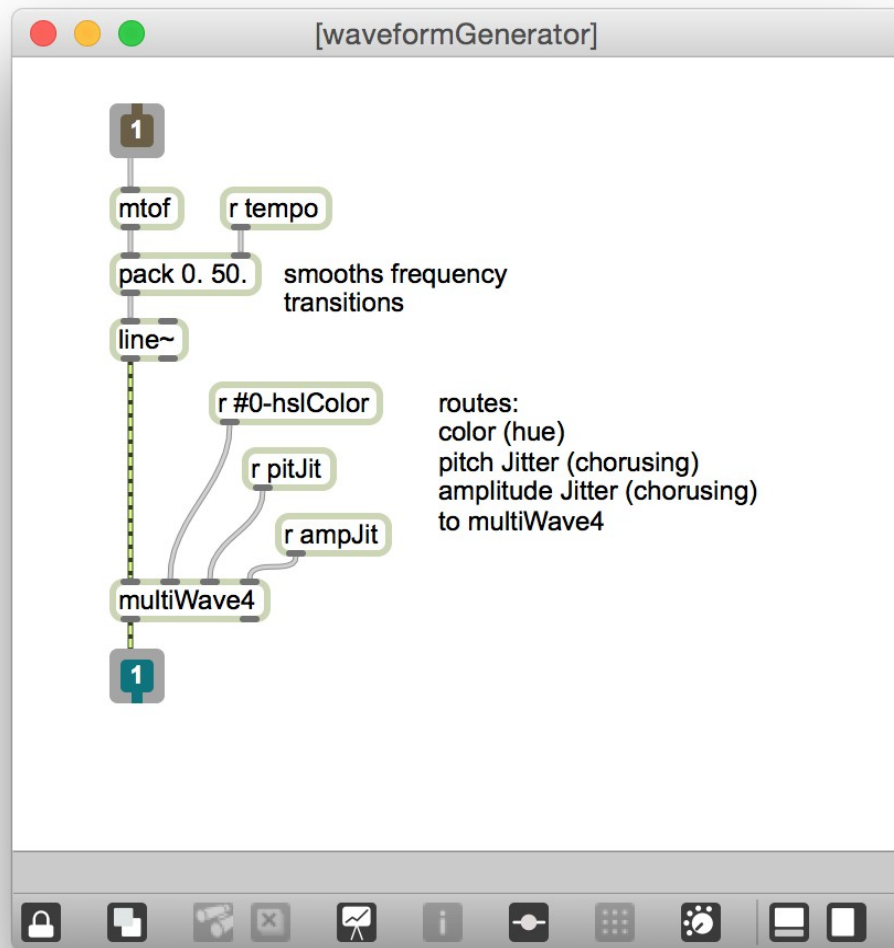 [waveformGenerator]
1
mtof
r tempo
pack 0. 50.
smooths frequency
transitions
line~
r #0-hslColor
routes:
color (hue)
r pitJit
pitch Jitter (chorusing)
amplitude Jitter (chorusing)
r ampJit
to multiWave4
multiWave4
1